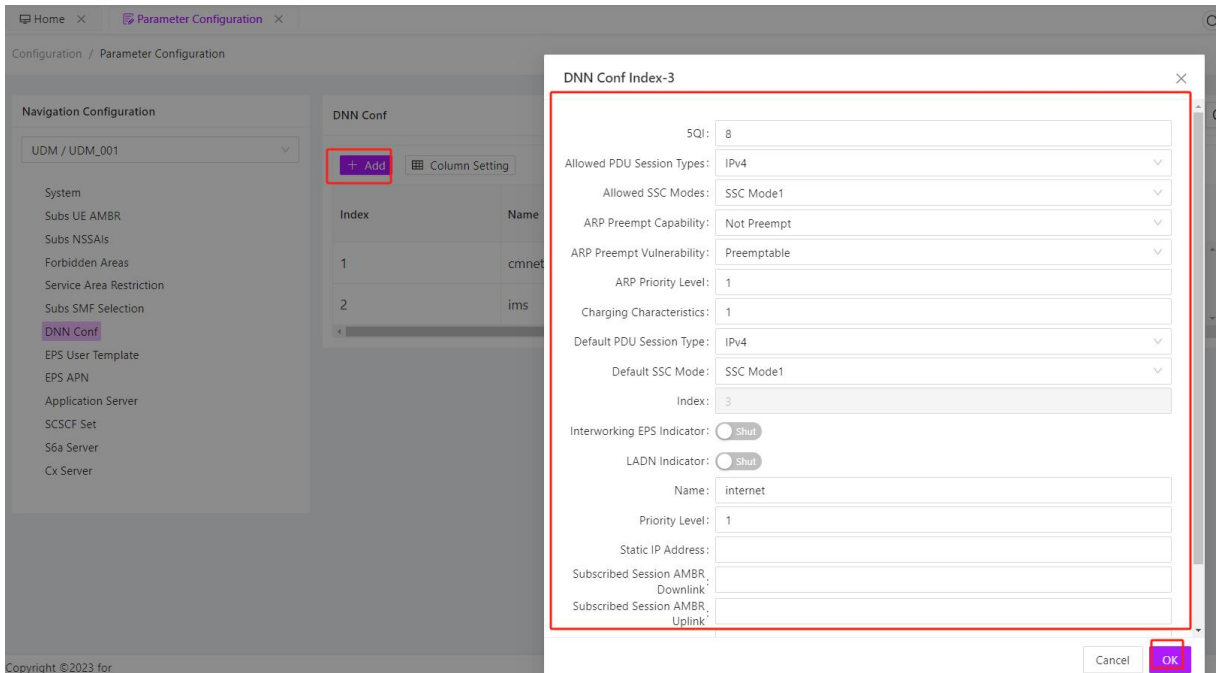 Home
Parameter Configuration
Configuration / Parameter Configuration
Navigation Configuration
UDM / UDM_001
System
Subs UE AMBR
Subs NSSAIs
Forbidden Areas
Service Area Restriction
Subs SMF Selection
DNN Conf
EPS User Template
EPS APN
Application Server
SCSCF Set
S6a Server
Cx Server
DNN Conf
+ Add
Column Setting
Index Name
1 cmnet
2 ims
DNN Conf Index-3
5QI: 8
Allowed PDU Session Types: IPv4
Allowed SSC Modes: SSC Mode1
ARP Preempt Capability: Not Preempt
ARP Preempt Vulnerability: Preemptable
ARP Priority Level: 1
Charging Characteristics: 1
Default PDU Session Type: IPv4
Default SSC Mode: SSC Mode1
Index: 3
Interworking EPS Indicator: Shut
LADN Indicator: Shut
Name: internet
Priority Level: 1
Static IP Address:
Subscribed Session AMBR
Downlink:
Subscribed Session AMBR
Uplink:
Cancel
OK
Copyright ©2023 for